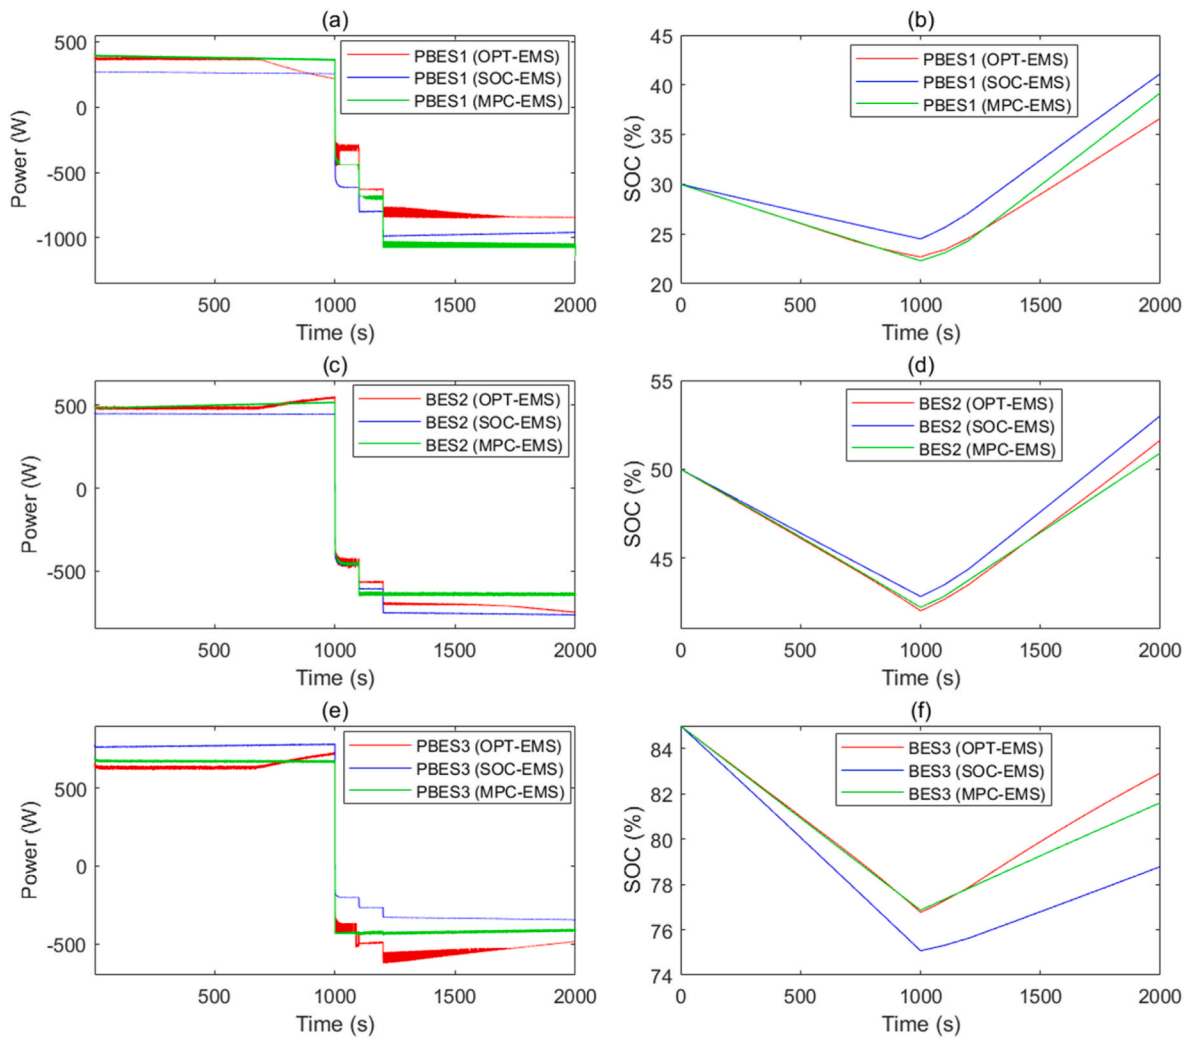 (a)
500
0
-500
-1000
Power (W)
PBES1 (OPT-EMS)
PBES1 (SOC-EMS)
PBES1 (MPC-EMS)
500
1000
1500
2000
Time (s)
(b)
45
40
35
30
25
20
SOC (%)
PBES1 (OPT-EMS)
PBES1 (SOC-EMS)
PBES1 (MPC-EMS)
0
500
1000
1500
2000
Time (s)
(c)
500
0
-500
Power (W)
BES2 (OPT-EMS)
BES2 (SOC-EMS)
BES2 (MPC-EMS)
500
1000
1500
2000
Time (s)
(d)
55
50
45
SOC (%)
BES2 (OPT-EMS)
BES2 (SOC-EMS)
BES2 (MPC-EMS)
0
500
1000
1500
2000
Time (s)
(e)
500
0
-500
Power (W)
PBES3 (OPT-EMS)
PBES3 (SOC-EMS)
PBES3 (MPC-EMS)
500
1000
1500
2000
Time (s)
(f)
84
82
80
78
76
74
SOC (%)
BES3 (OPT-EMS)
BES3 (SOC-EMS)
BES3 (MPC-EMS)
0
500
1000
1500
2000
Time (s)